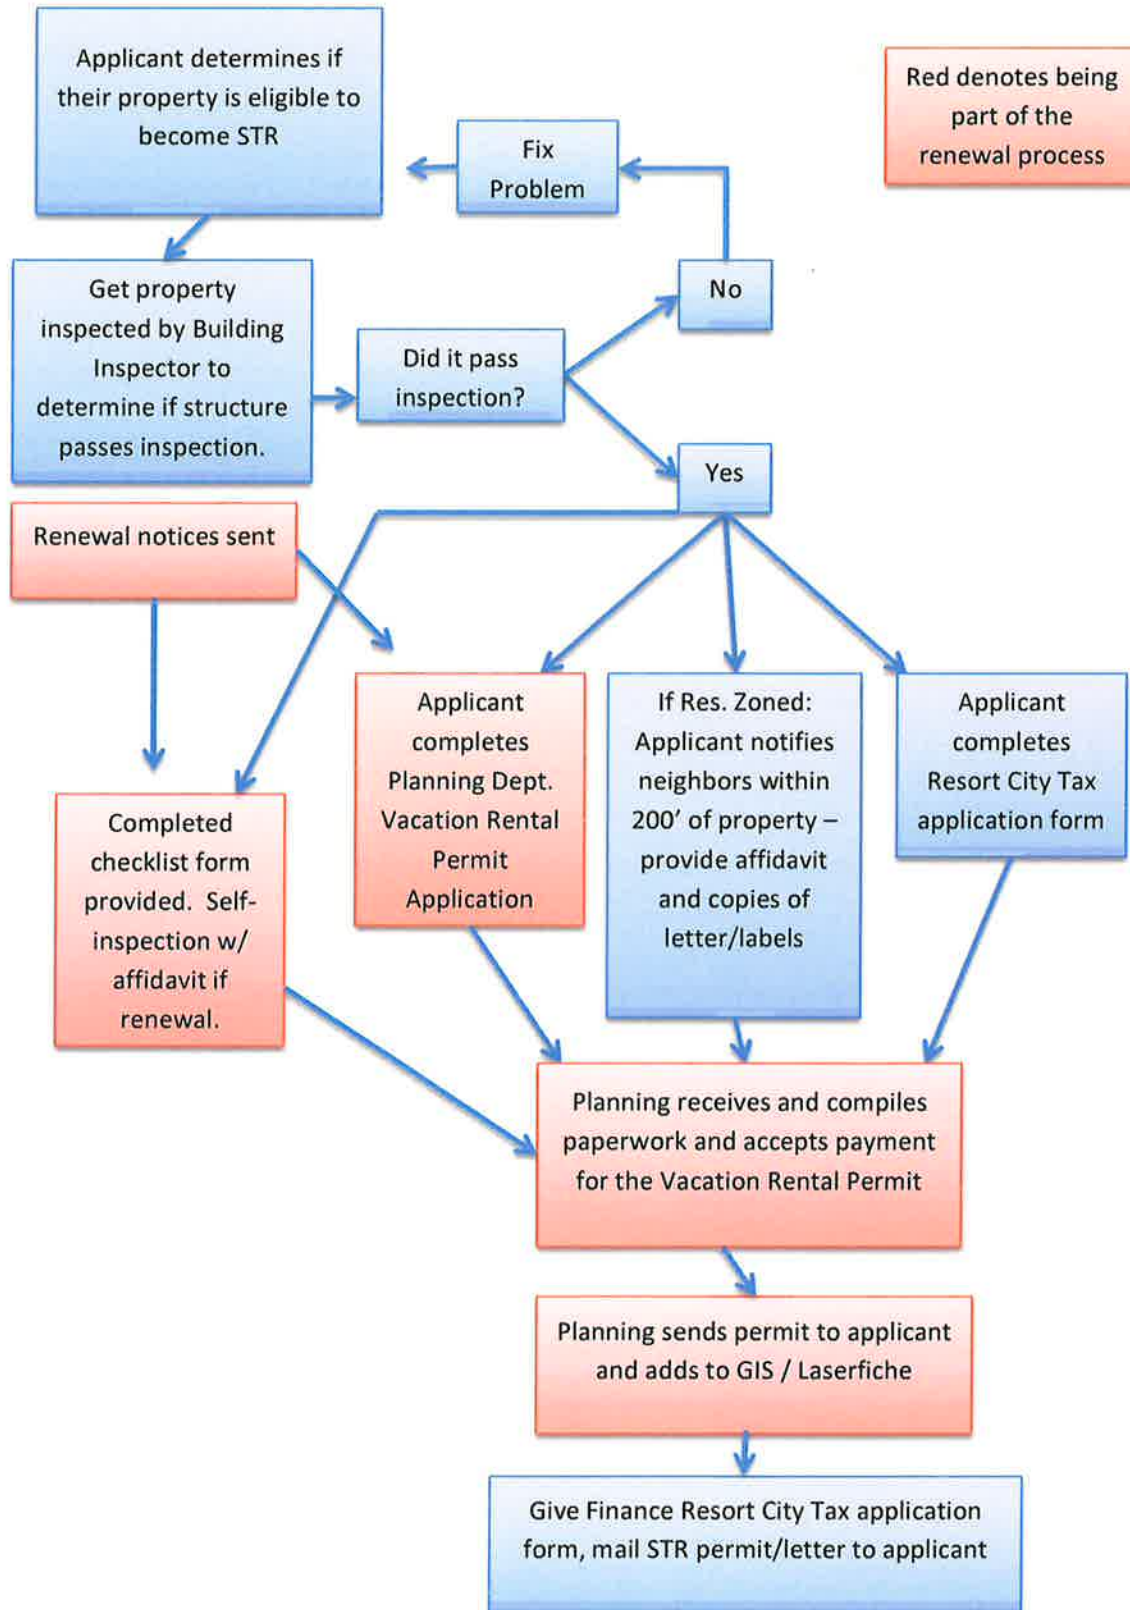 Applicant determines if
their property is eligible to
become STR
Red denotes being
part of the
renewal process
Fix
Problem
No
Get property
inspected by Building
Inspector to
determine if structure
passes inspection.
Did it pass
inspection?
Yes
Renewal notices sent
Applicant
completes
Planning Dept.
Vacation Rental
Permit
Application
If Res. Zoned:
Applicant notifies
neighbors within
200’ of property –
provide affidavit
and copies of
letter/labels
Applicant
completes
Resort City Tax
application form
Completed
checklist form
provided.  Self-
inspection w/
affidavit if
renewal.
Planning receives and compiles
paperwork and accepts payment
for the Vacation Rental Permit
Planning sends permit to applicant
and adds to GIS / Laserfiche
Give Finance Resort City Tax application
form, mail STR permit/letter to applicant